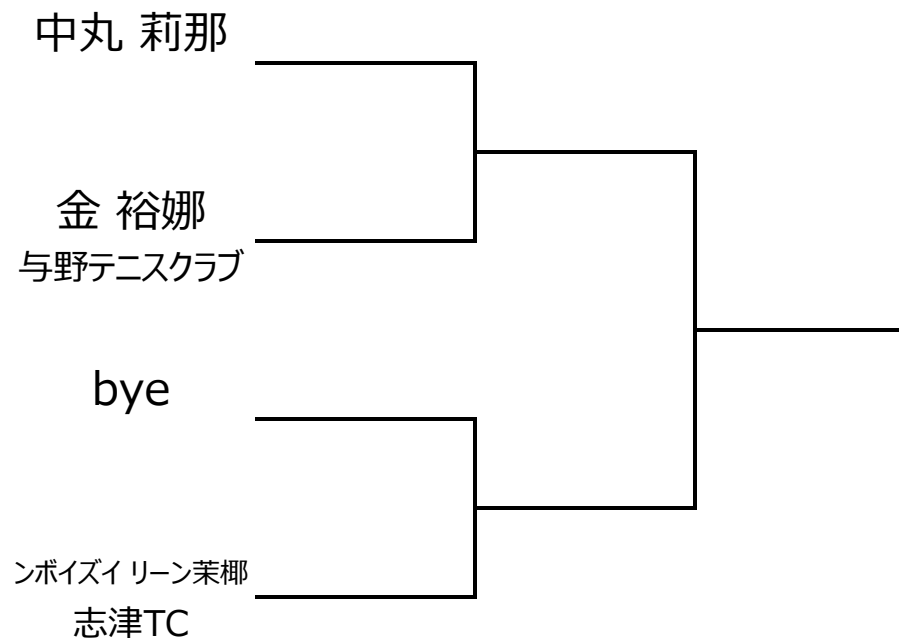 中丸 莉那
金 裕娜
与野テニスクラブ
bye
ンボイズイ リーン茉椰
志津TC